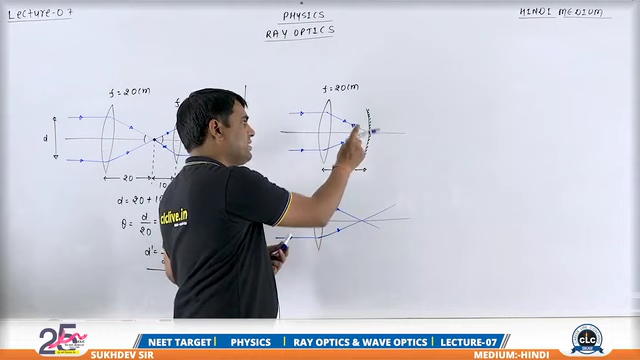 LECTURE-07
PHYSICS
RAY OPTICS
HINDI MEDIUM
f=20cm
d
20
10
d = 20+1
θ = d/20 =
d' =
f=20cm
clclive.in
25
NEET TARGET
PHYSICS
RAY OPTICS & WAVE OPTICS
LECTURE-07
CLC
SUKHDEV SIR
MEDIUM:-HINDI